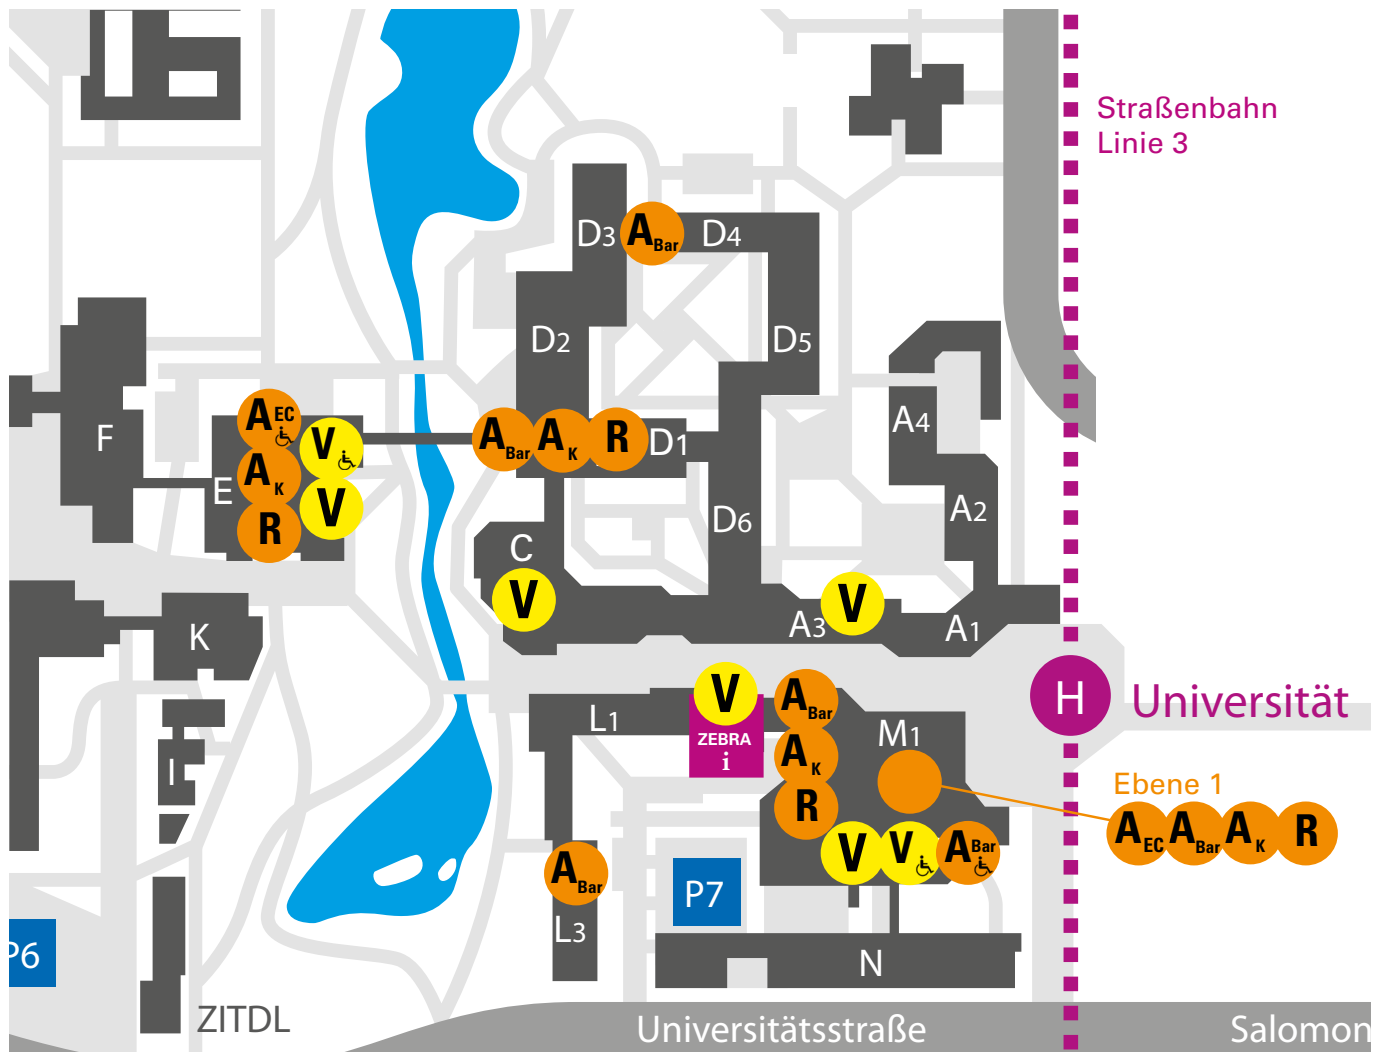 Straßenbahn
Linie 3
D3
A Bar
D4
D2
D5
A4
F
A EC
V
A Bar
A K
R
D1
E
A K
V
R
D6
A2
C
V
V
A3
A1
K
V
A Bar
H
Universität
L1
ZEBRA
i
A K
M1
I
R
Ebene 1
A EC
A Bar
A K
R
V
V
A Bar
A Bar
P7
L3
P6
N
ZITDL
Universitätsstraße
Salomon